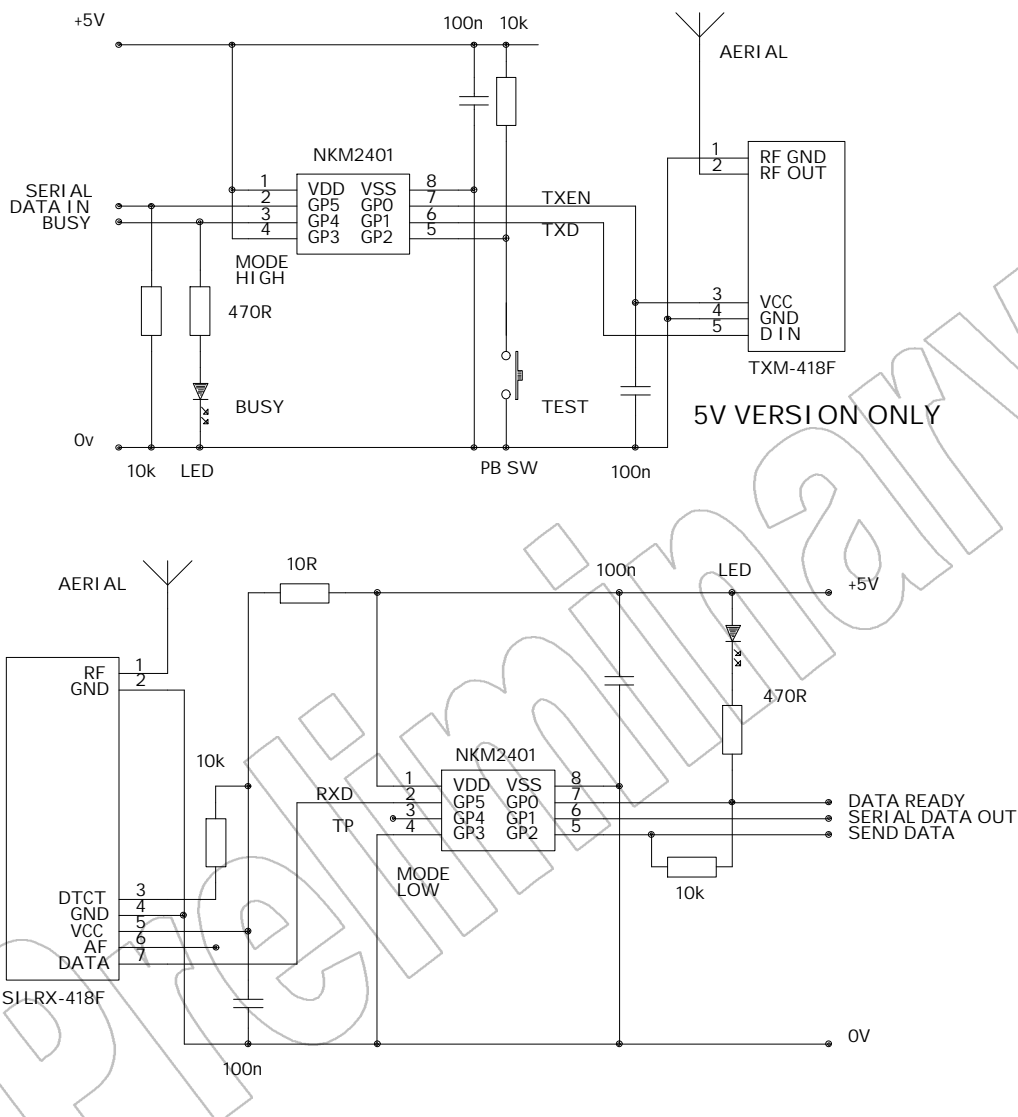 +5V
100n 10k
AERIAL
NKM2401
1 VDD VSS 8
2 GP5 GP0 7
3 GP4 GP1 6
4 GP3 GP2 5
SERIAL
DATA IN
BUSY
TXEN
TXD
MODE
HIGH
1 RF GND
2 RF OUT
3 VCC
4 GND
5 D IN
TXM-418F
470R
BUSY
TEST
5V VERSION ONLY
0v
10k LED
PB SW
100n
AERIAL
10R
100n
LED
+5V
1 RF
2 GND
470R
10k
NKM2401
1 VDD VSS 8
2 GP5 GP0 7
3 GP4 GP1 6
4 GP3 GP2 5
RXD
TP
DATA READY
SERIAL DATA OUT
SEND DATA
MODE
LOW
10k
DTCT 3
GND 4
VCC 5
AF 6
DATA 7
SILRX-418F
100n
0V
Preliminary